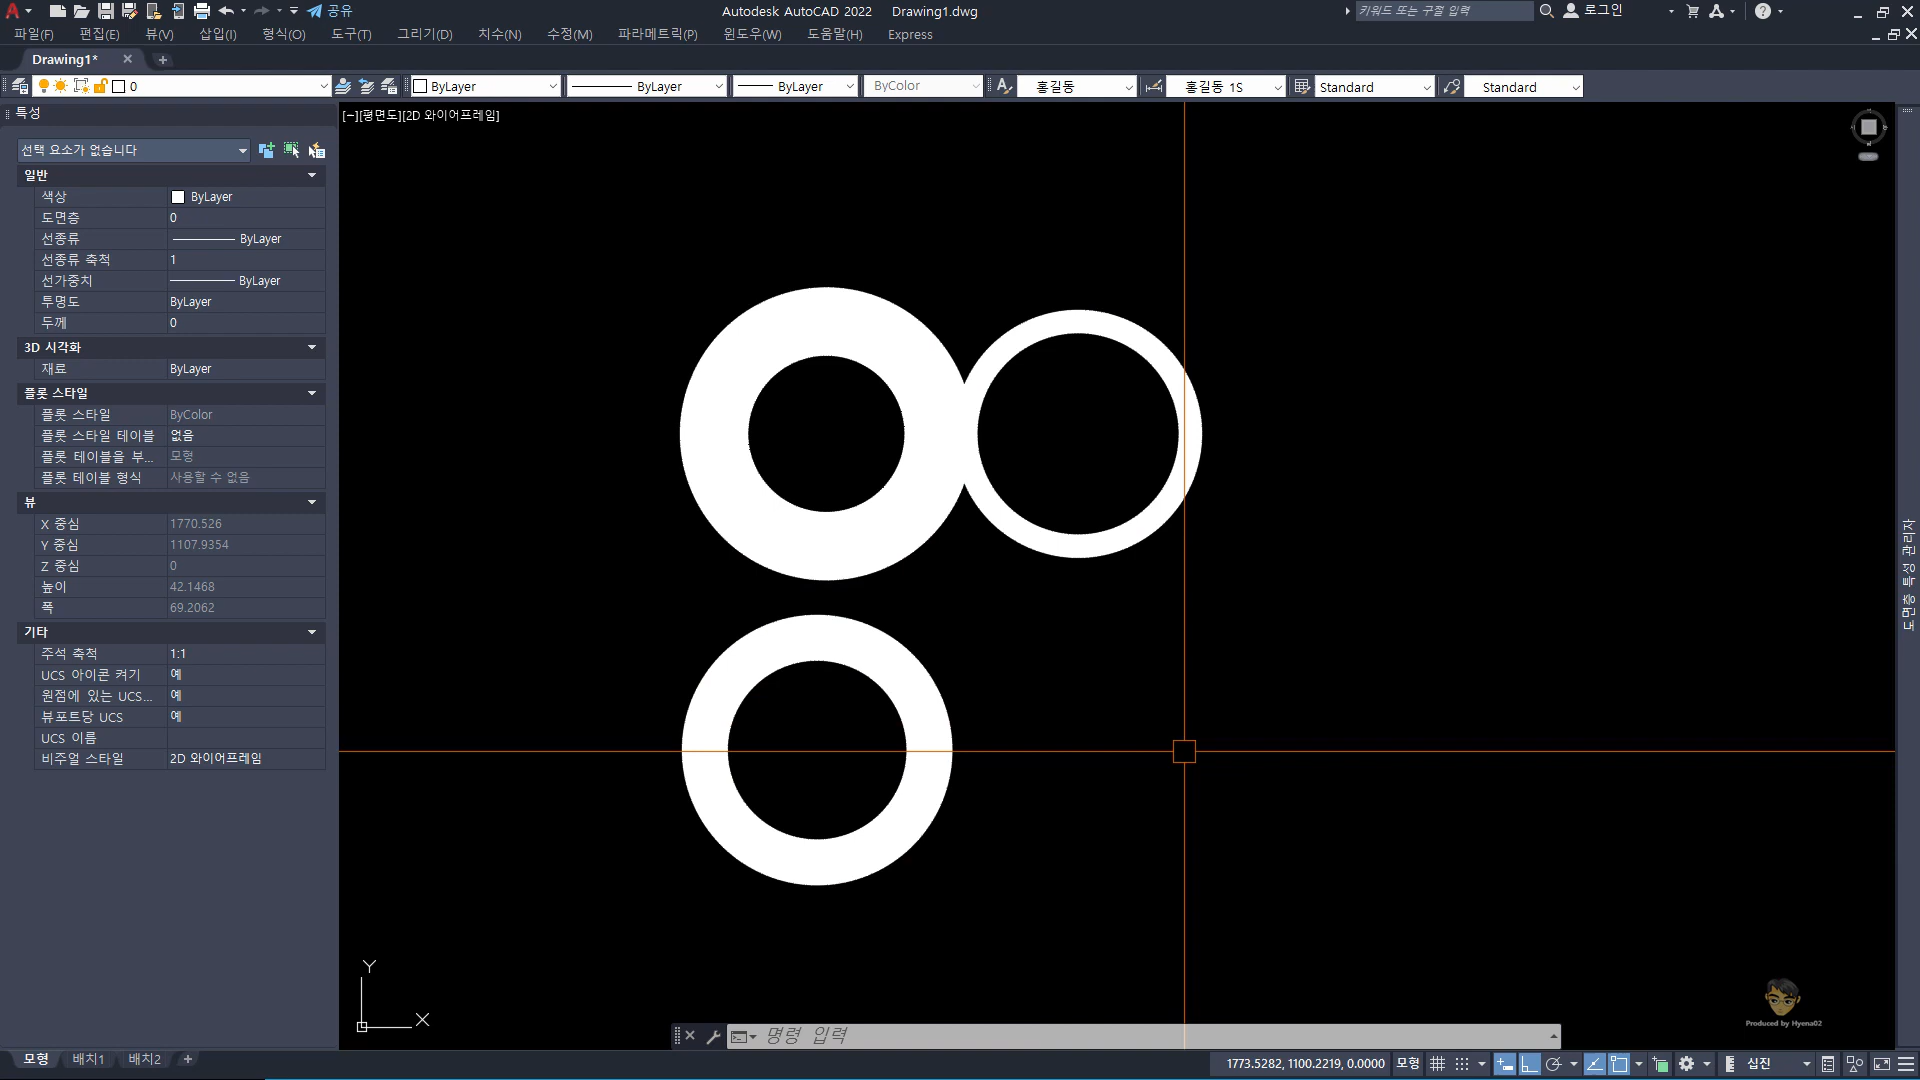 공유
Autodesk AutoCAD 2022 Drawing1.dwg
키워드 또는 구절 입력
로그인
파일(F) 편집(E) 뷰(V) 삽입(I) 형식(O) 도구(T) 그리기(D) 치수(N) 수정(M) 파라메트릭(P) 윈도우(W) 도움말(H) Express
Drawing1*
0 ByLayer ByLayer ByLayer ByColor 홍길동 홍길동 1S Standard Standard
특성
[−][평면도][2D 와이어프레임]
선택 요소가 없습니다
일반
색상 ByLayer
도면층 0
선종류 ByLayer
선종류 축척 1
선가중치 ByLayer
투명도 ByLayer
두께 0
3D 시각화
재료 ByLayer
플롯 스타일
플롯 스타일 ByColor
플롯 스타일 테이블 없음
플롯 테이블을 부... 모형
플롯 테이블 형식 사용할 수 없음
뷰
X 중심 1770.526
Y 중심 1107.9354
Z 중심 0
높이 42.1468
폭 69.2062
기타
주석 축척 1:1
UCS 아이콘 켜기 예
원점에 있는 UCS... 예
뷰포트당 UCS 예
UCS 이름
비주얼 스타일 2D 와이어프레임
도면층 특성 관리자
Y
X
Produced by Hyena02
명령 입력
모형 배치1 배치2
1773.5282, 1100.2219, 0.0000 모형 십진